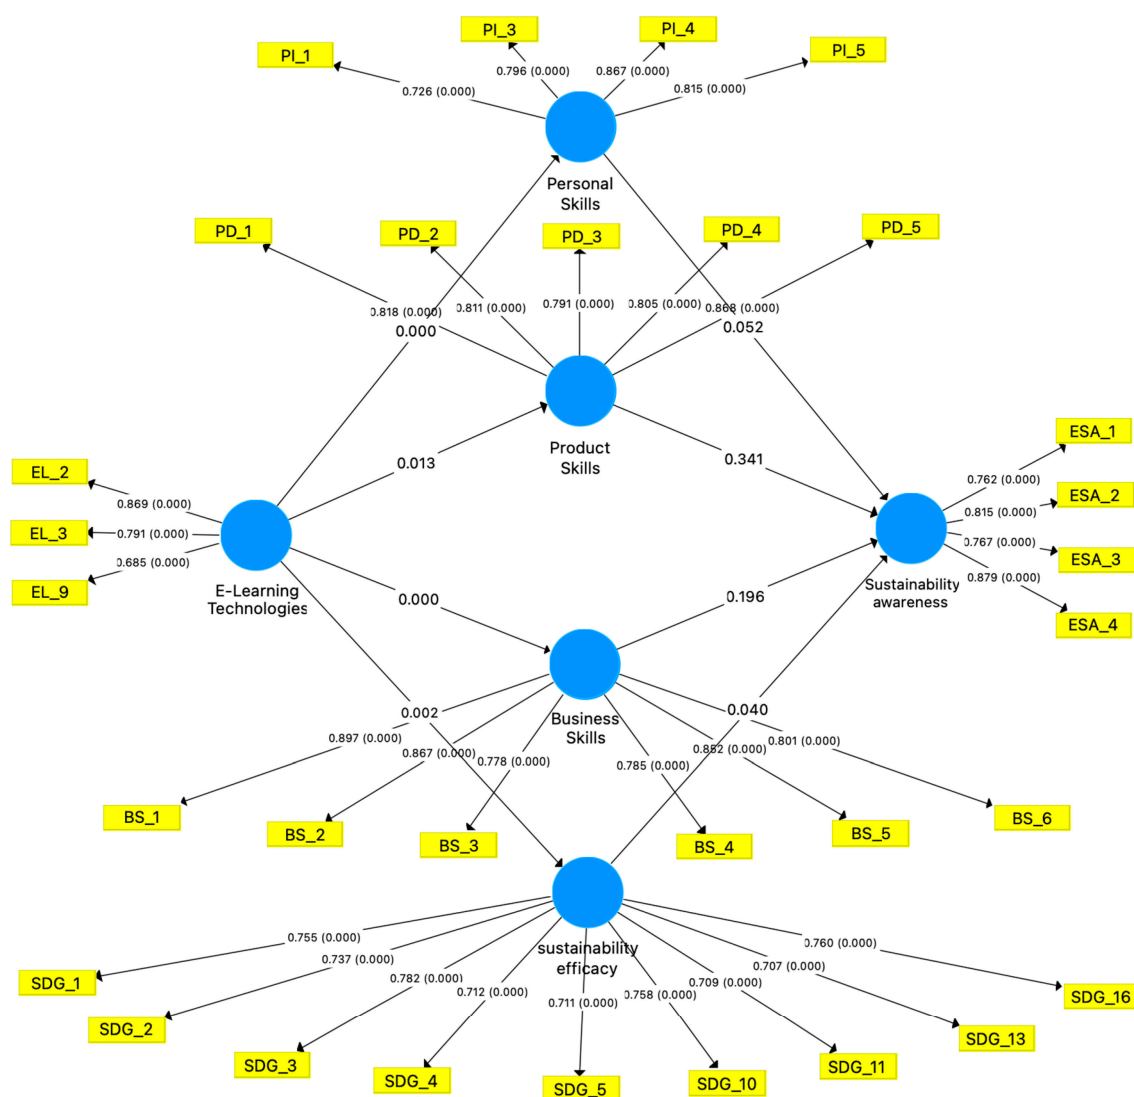 PI_3
PI_4
PI_1
PI_5
0.796 (0.000)
0.867 (0.000)
0.726 (0.000)
0.815 (0.000)
Personal
Skills
PD_1
PD_2
PD_3
PD_4
PD_5
0.818 (0.000)
0.811 (0.000)
0.791 (0.000)
0.805 (0.000)
0.868 (0.000)
0.000
0.052
Product
Skills
0.013
0.341
EL_2
EL_3
EL_9
0.869 (0.000)
0.791 (0.000)
0.685 (0.000)
E-Learning
Technologies
ESA_1
ESA_2
ESA_3
ESA_4
0.762 (0.000)
0.815 (0.000)
0.767 (0.000)
0.879 (0.000)
Sustainability
awareness
0.000
0.196
Business
Skills
0.002
0.040
0.897 (0.000)
0.867 (0.000)
0.778 (0.000)
0.785 (0.000)
0.852 (0.000)
0.801 (0.000)
BS_1
BS_2
BS_3
BS_4
BS_5
BS_6
sustainability
efficacy
0.755 (0.000)
0.737 (0.000)
0.782 (0.000)
0.712 (0.000)
0.711 (0.000)
0.758 (0.000)
0.709 (0.000)
0.707 (0.000)
0.760 (0.000)
SDG_1
SDG_2
SDG_3
SDG_4
SDG_5
SDG_10
SDG_11
SDG_13
SDG_16